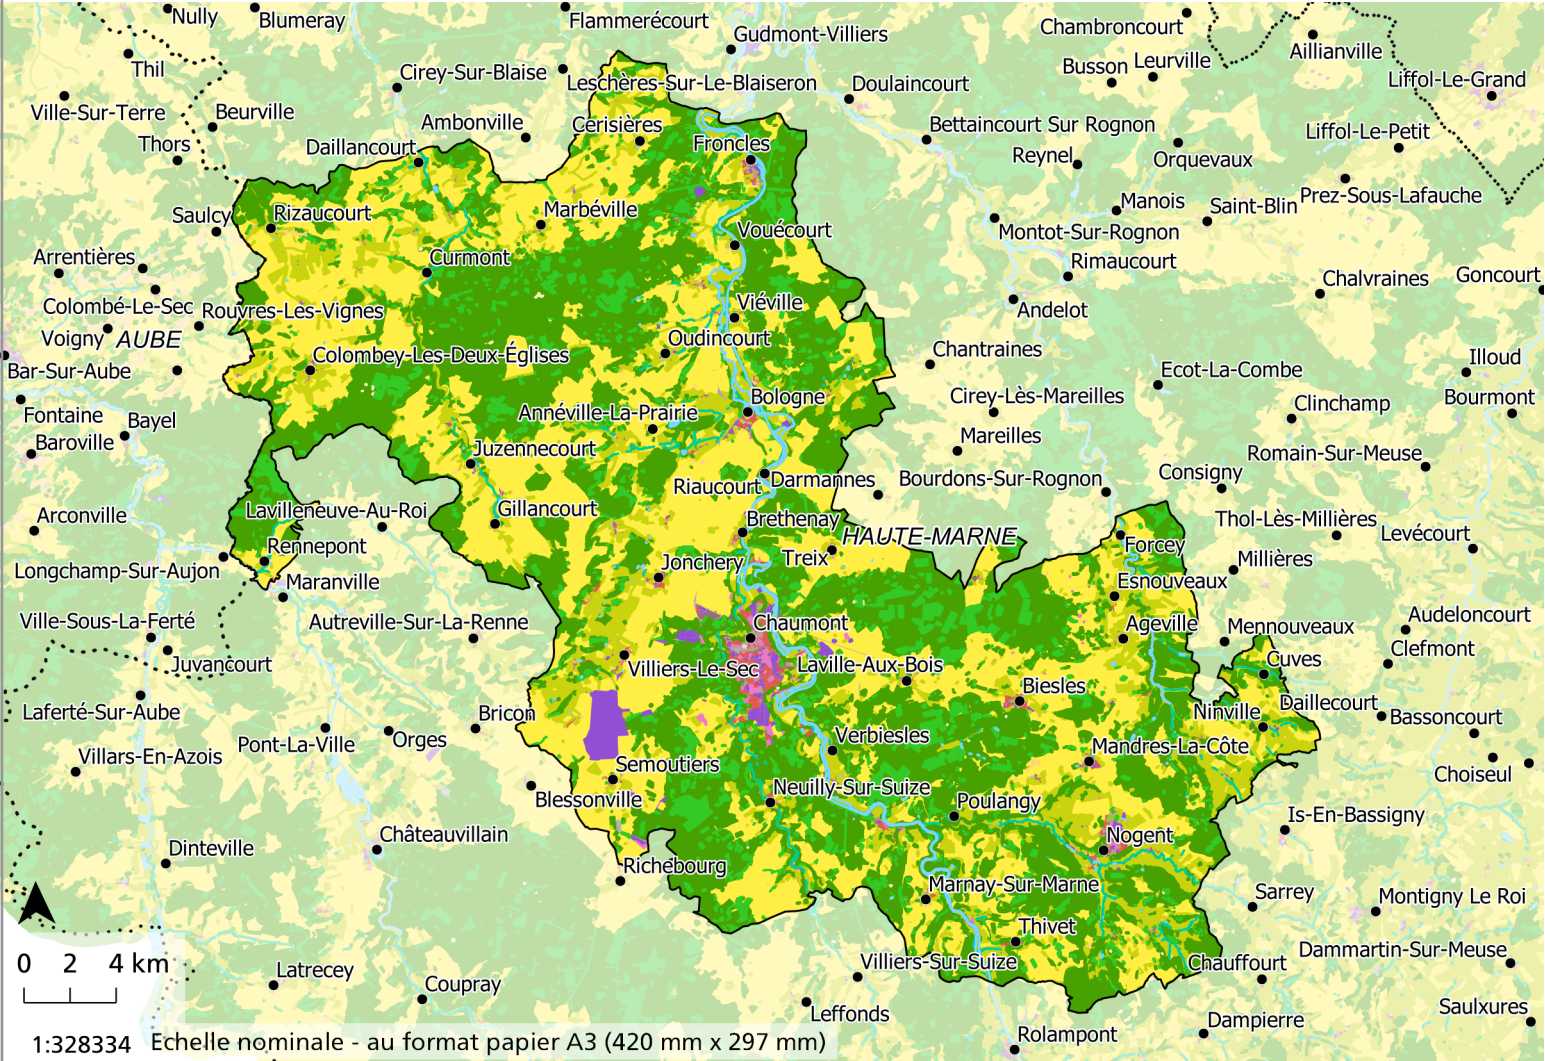 Nully
Blumeray
Flammerécourt
Gudmont-Villiers
Chambroncourt
Aillianville
Thil
Cirey-Sur-Blaise
Leschères-Sur-Le-Blaiseron
Doulaincourt
Busson
Leurville
Liffol-Le-Grand
Ville-Sur-Terre
Beurville
Ambonville
Cerisières
Bettaincourt Sur Rognon
Liffol-Le-Petit
Thors
Daillancourt
Froncles
Reynel
Orquevaux
Prez-Sous-Lafauche
Saulcy
Rizaucourt
Marbéville
Vouécourt
Manois
Saint-Blin
Montot-Sur-Rognon
Arrentières
Curmont
Rimaucourt
Chalvraines
Goncourt
Colombé-Le-Sec
Rouvres-Les-Vignes
Viéville
Andelot
Voigny
AUBE
Oudincourt
Chantraines
Illoud
Bar-Sur-Aube
Colombey-Les-Deux-Églises
Ecot-La-Combe
Fontaine
Bayel
Annéville-La-Prairie
Bologne
Cirey-Lès-Mareilles
Clinchamp
Bourmont
Baroville
Juzennecourt
Mareilles
Romain-Sur-Meuse
Riaucourt
Darmannes
Bourdons-Sur-Rognon
Consigny
Arconville
Lavilleneuve-Au-Roi
Gillancourt
Brethenay
HAUTE-MARNE
Thol-Lès-Millières
Levécourt
Longchamp-Sur-Aujon
Rennepont
Jonchery
Treix
Forcey
Millières
Maranville
Esnouveaux
Ville-Sous-La-Ferté
Autreville-Sur-La-Renne
Chaumont
Ageville
Mennouveaux
Audeloncourt
Juvancourt
Villiers-Le-Sec
Laville-Aux-Bois
Cuves
Clefmont
Laferté-Sur-Aube
Bricon
Biesles
Ninville
Daillecourt
Bassoncourt
Pont-La-Ville
Orges
Verbiesles
Mandres-La-Côte
Villars-En-Azois
Semoutiers
Choiseul
Blessonville
Neuilly-Sur-Suize
Poulangy
Is-En-Bassigny
Châteauvillain
Nogent
Dinteville
Richebourg
Marnay-Sur-Marne
Sarrey
Montigny Le Roi
Thivet
Dammartin-Sur-Meuse
0 2 4 km
Latrecey
Coupray
Villiers-Sur-Suize
Chauffourt
Leffonds
Saulxures
Rolampont
Dampierre
1:328334 Echelle nominale - au format papier A3 (420 mm x 297 mm)